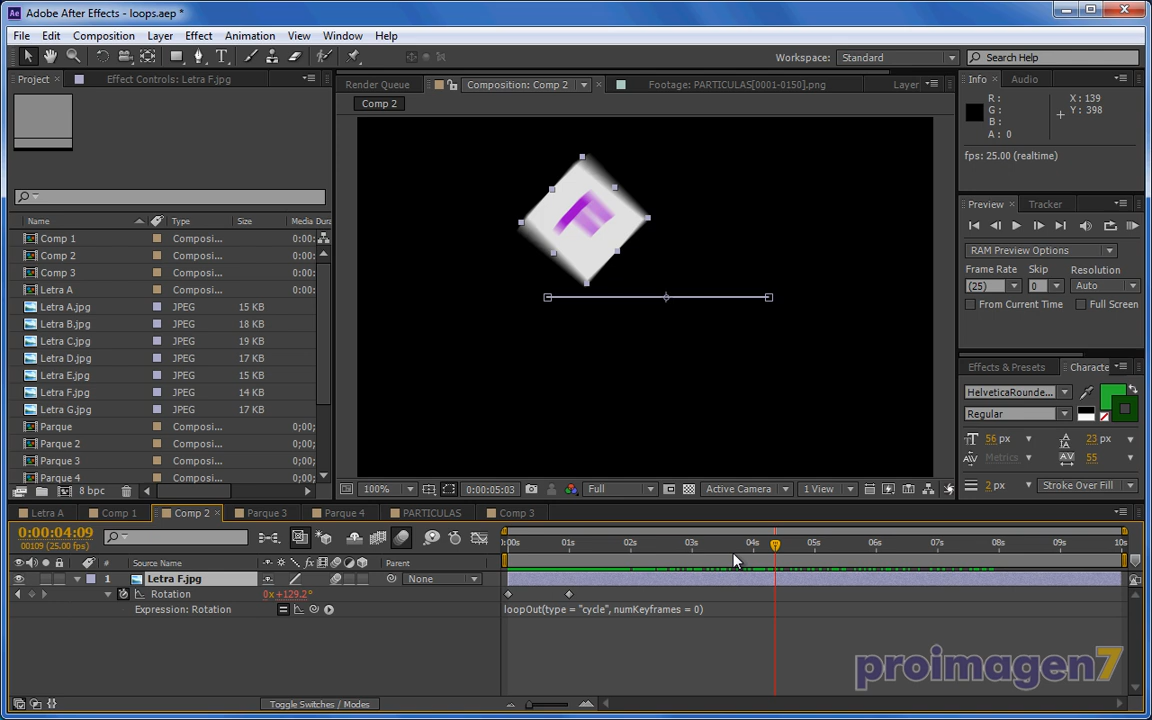 Adobe After Effects - loops.aep *
File Edit Composition Layer Effect Animation View Window Help
Workspace: Standard Search Help
Project Effect Controls: Letra F.jpg
Render Queue Composition: Comp 2 Footage: PARTICULAS[0001-0150].png Layer
Info Audio
Comp 2
R: X: 139
G: Y: 398
B:
A: 0
fps: 25.00 (realtime)
Preview Tracker
RAM Preview Options
Frame Rate Skip Resolution
(25) 0 Auto
From Current Time Full Screen
Effects & Presets Characte
HelveticaRounde...
Regular
56 px 23 px
Metrics 55
2 px Stroke Over Fill
Name Type Size Media Dura
Comp 1 Composi... 0:00:
Comp 2 Composi... 0:00:
Comp 3 Composi... 0:00:
Letra A Composi... 0:00:
Letra A.jpg JPEG 15 KB
Letra B.jpg JPEG 18 KB
Letra C.jpg JPEG 19 KB
Letra D.jpg JPEG 17 KB
Letra E.jpg JPEG 15 KB
Letra F.jpg JPEG 14 KB
Letra G.jpg JPEG 17 KB
Parque Composi... 0;00;
Parque 2 Composi... 0;00;
Parque 3 Composi... 0;00;
Parque 4 Composi... 0;00;
8 bpc
100% 0:00:05:03 Full Active Camera 1 View
Letra A Comp 1 Comp 2 Parque 3 Parque 4 PARTICULAS Comp 3
0:00:04:09
00109 (25.00 fps)
):00s 01s 02s 03s 04s 05s 06s 07s 08s 09s 10s
# Source Name Parent
1 Letra F.jpg None
Rotation 0x+129.2°
Expression: Rotation loopOut(type = "cycle", numKeyframes = 0)
proimagen7
Toggle Switches / Modes